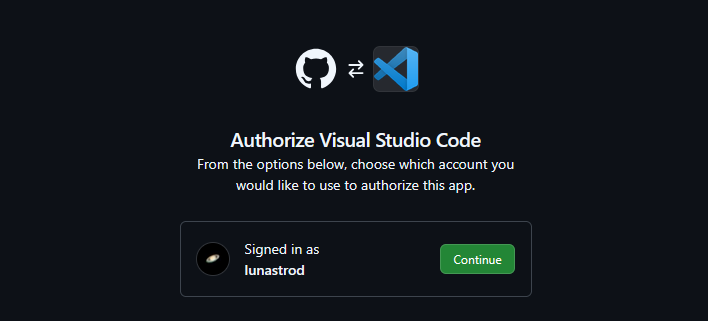 Authorize Visual Studio Code
From the options below, choose which account you
would like to use to authorize this app.
Signed in as
lunastrod
Continue